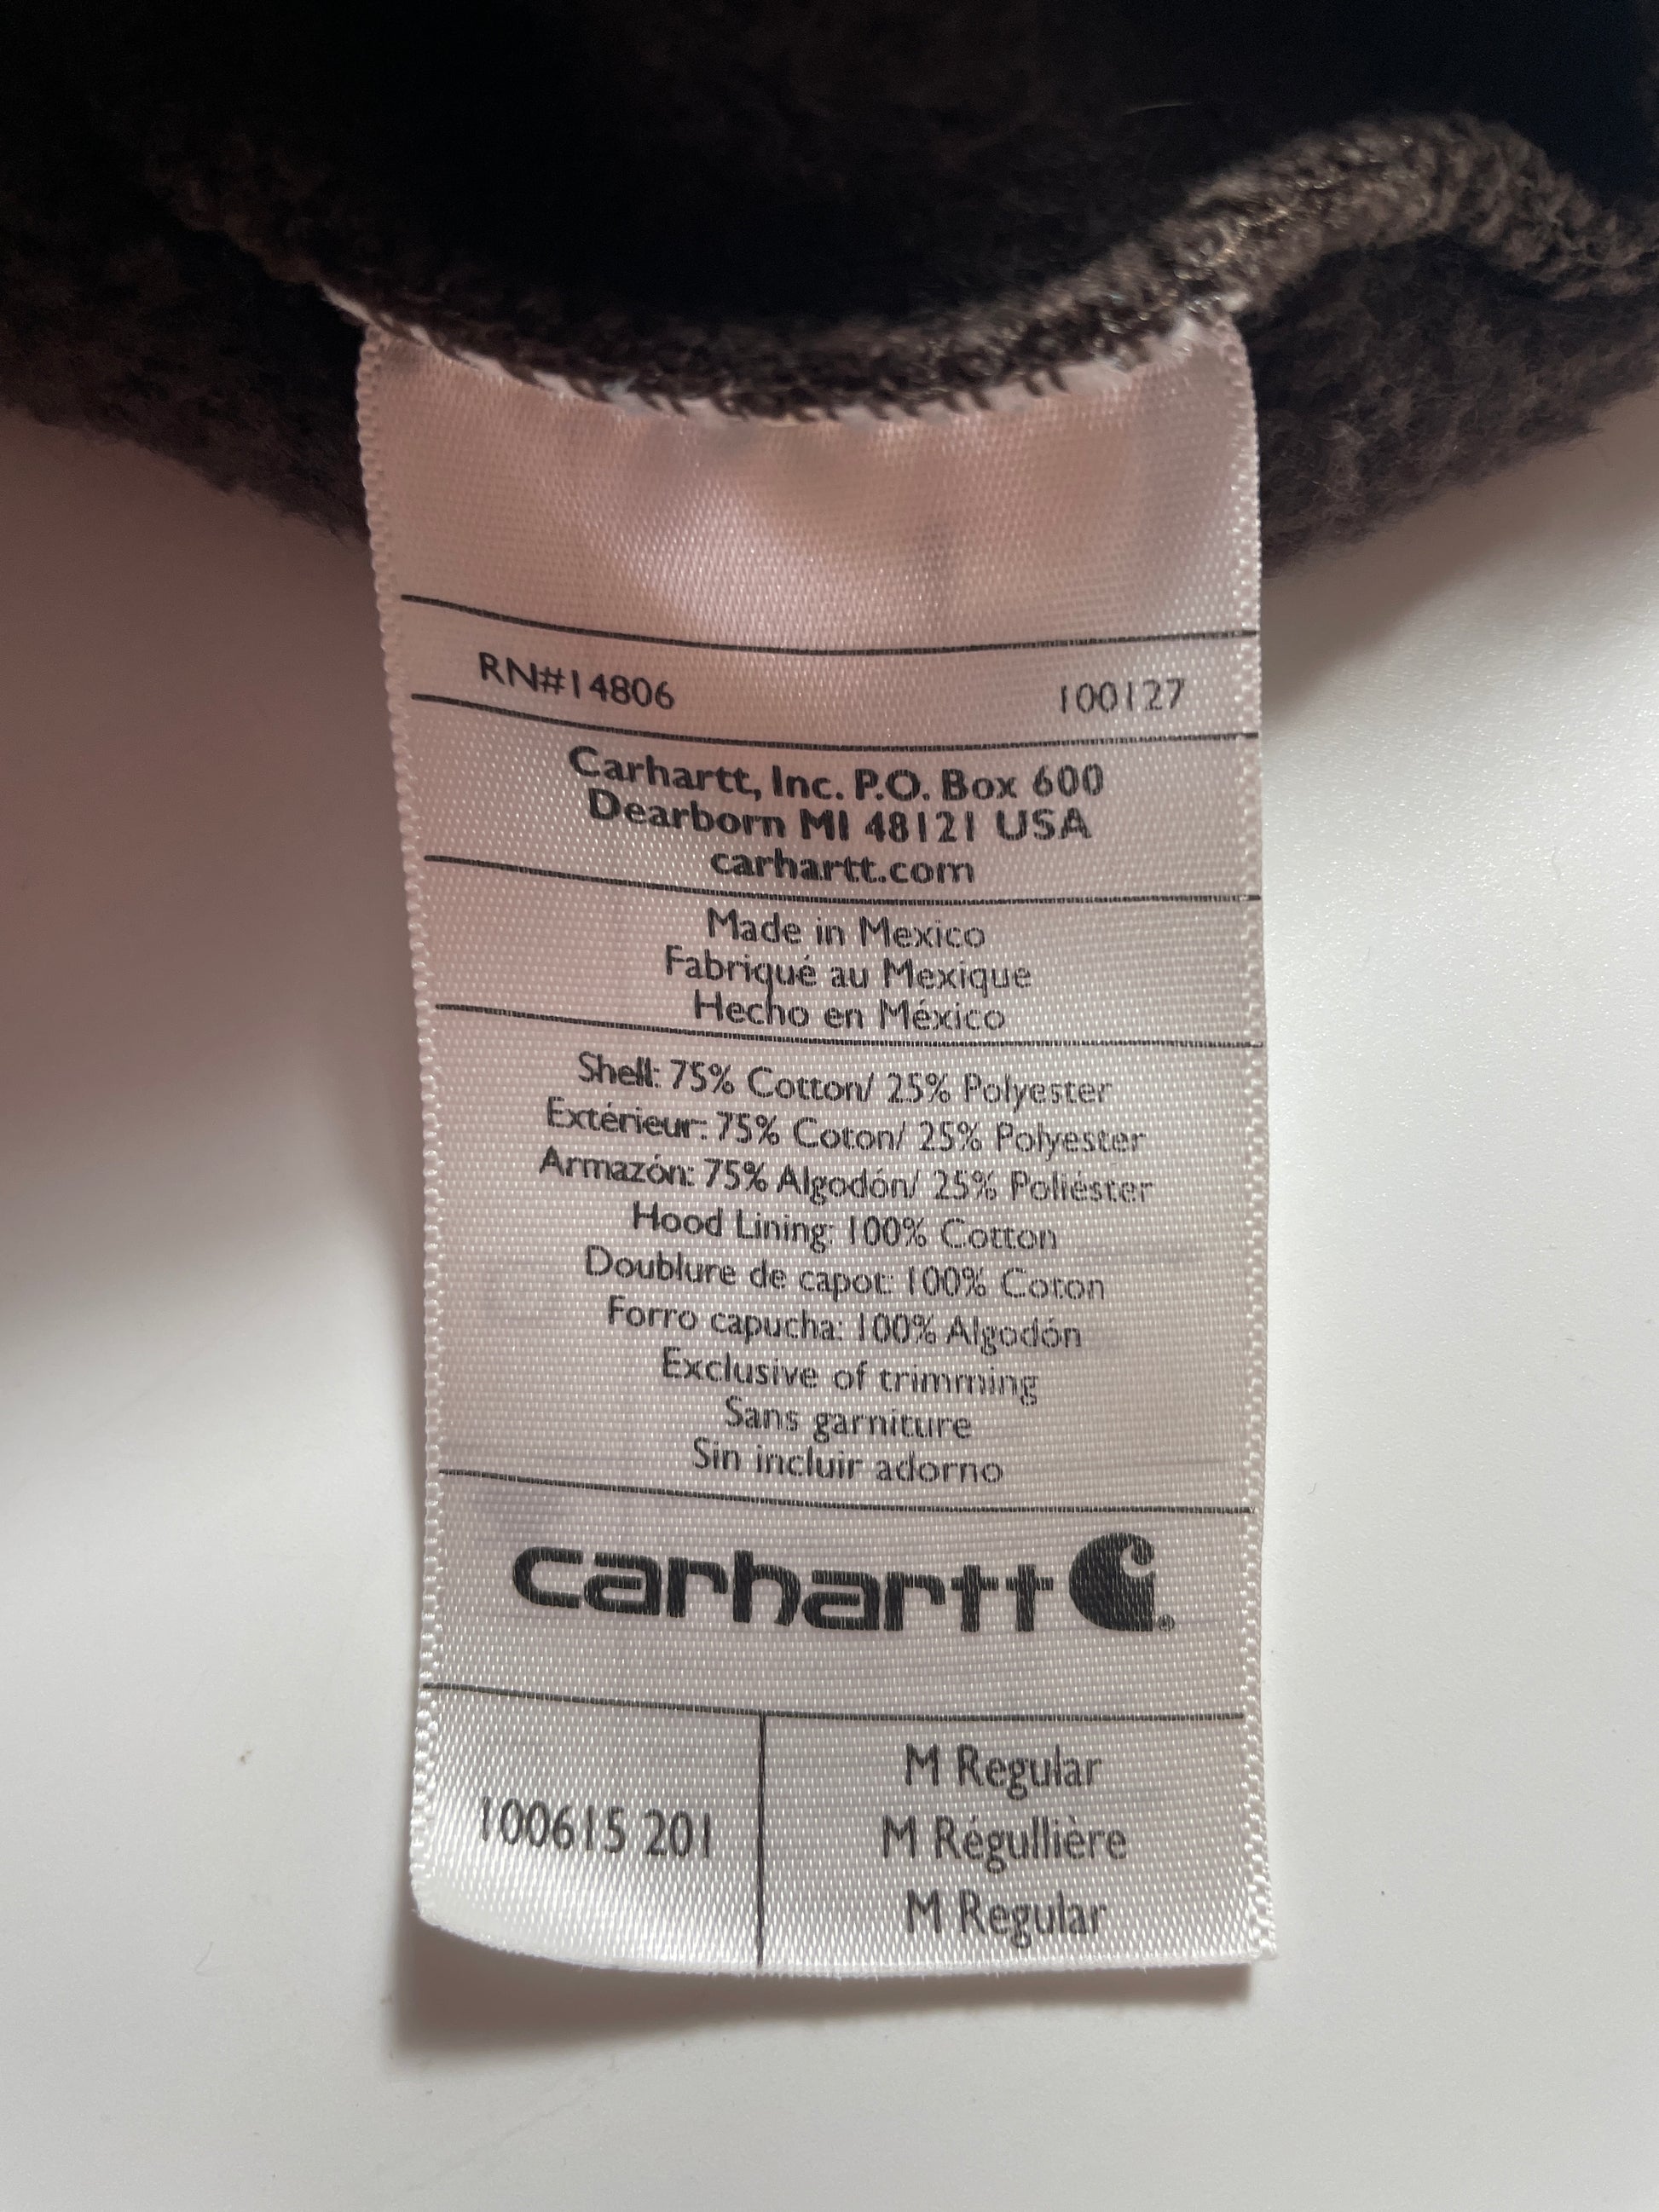 RN#14806 100127
Carhartt, Inc. P.O. Box 600
Dearborn MI 48121 USA
carhartt.com
Made in Mexico
Fabriqué au Mexique
Hecho en México
Shell: 75% Cotton/ 25% Polyester
Extérieur: 75% Coton/ 25% Polyester
Armazón: 75% Algodón/ 25% Poliéster
Hood Lining: 100% Cotton
Doublure de capot: 100% Coton
Forro capucha: 100% Algodón
Exclusive of trimming
Sans garniture
Sin incluir adorno
carhartt ®
100615 201
M Regular
M Régullière
M Regular